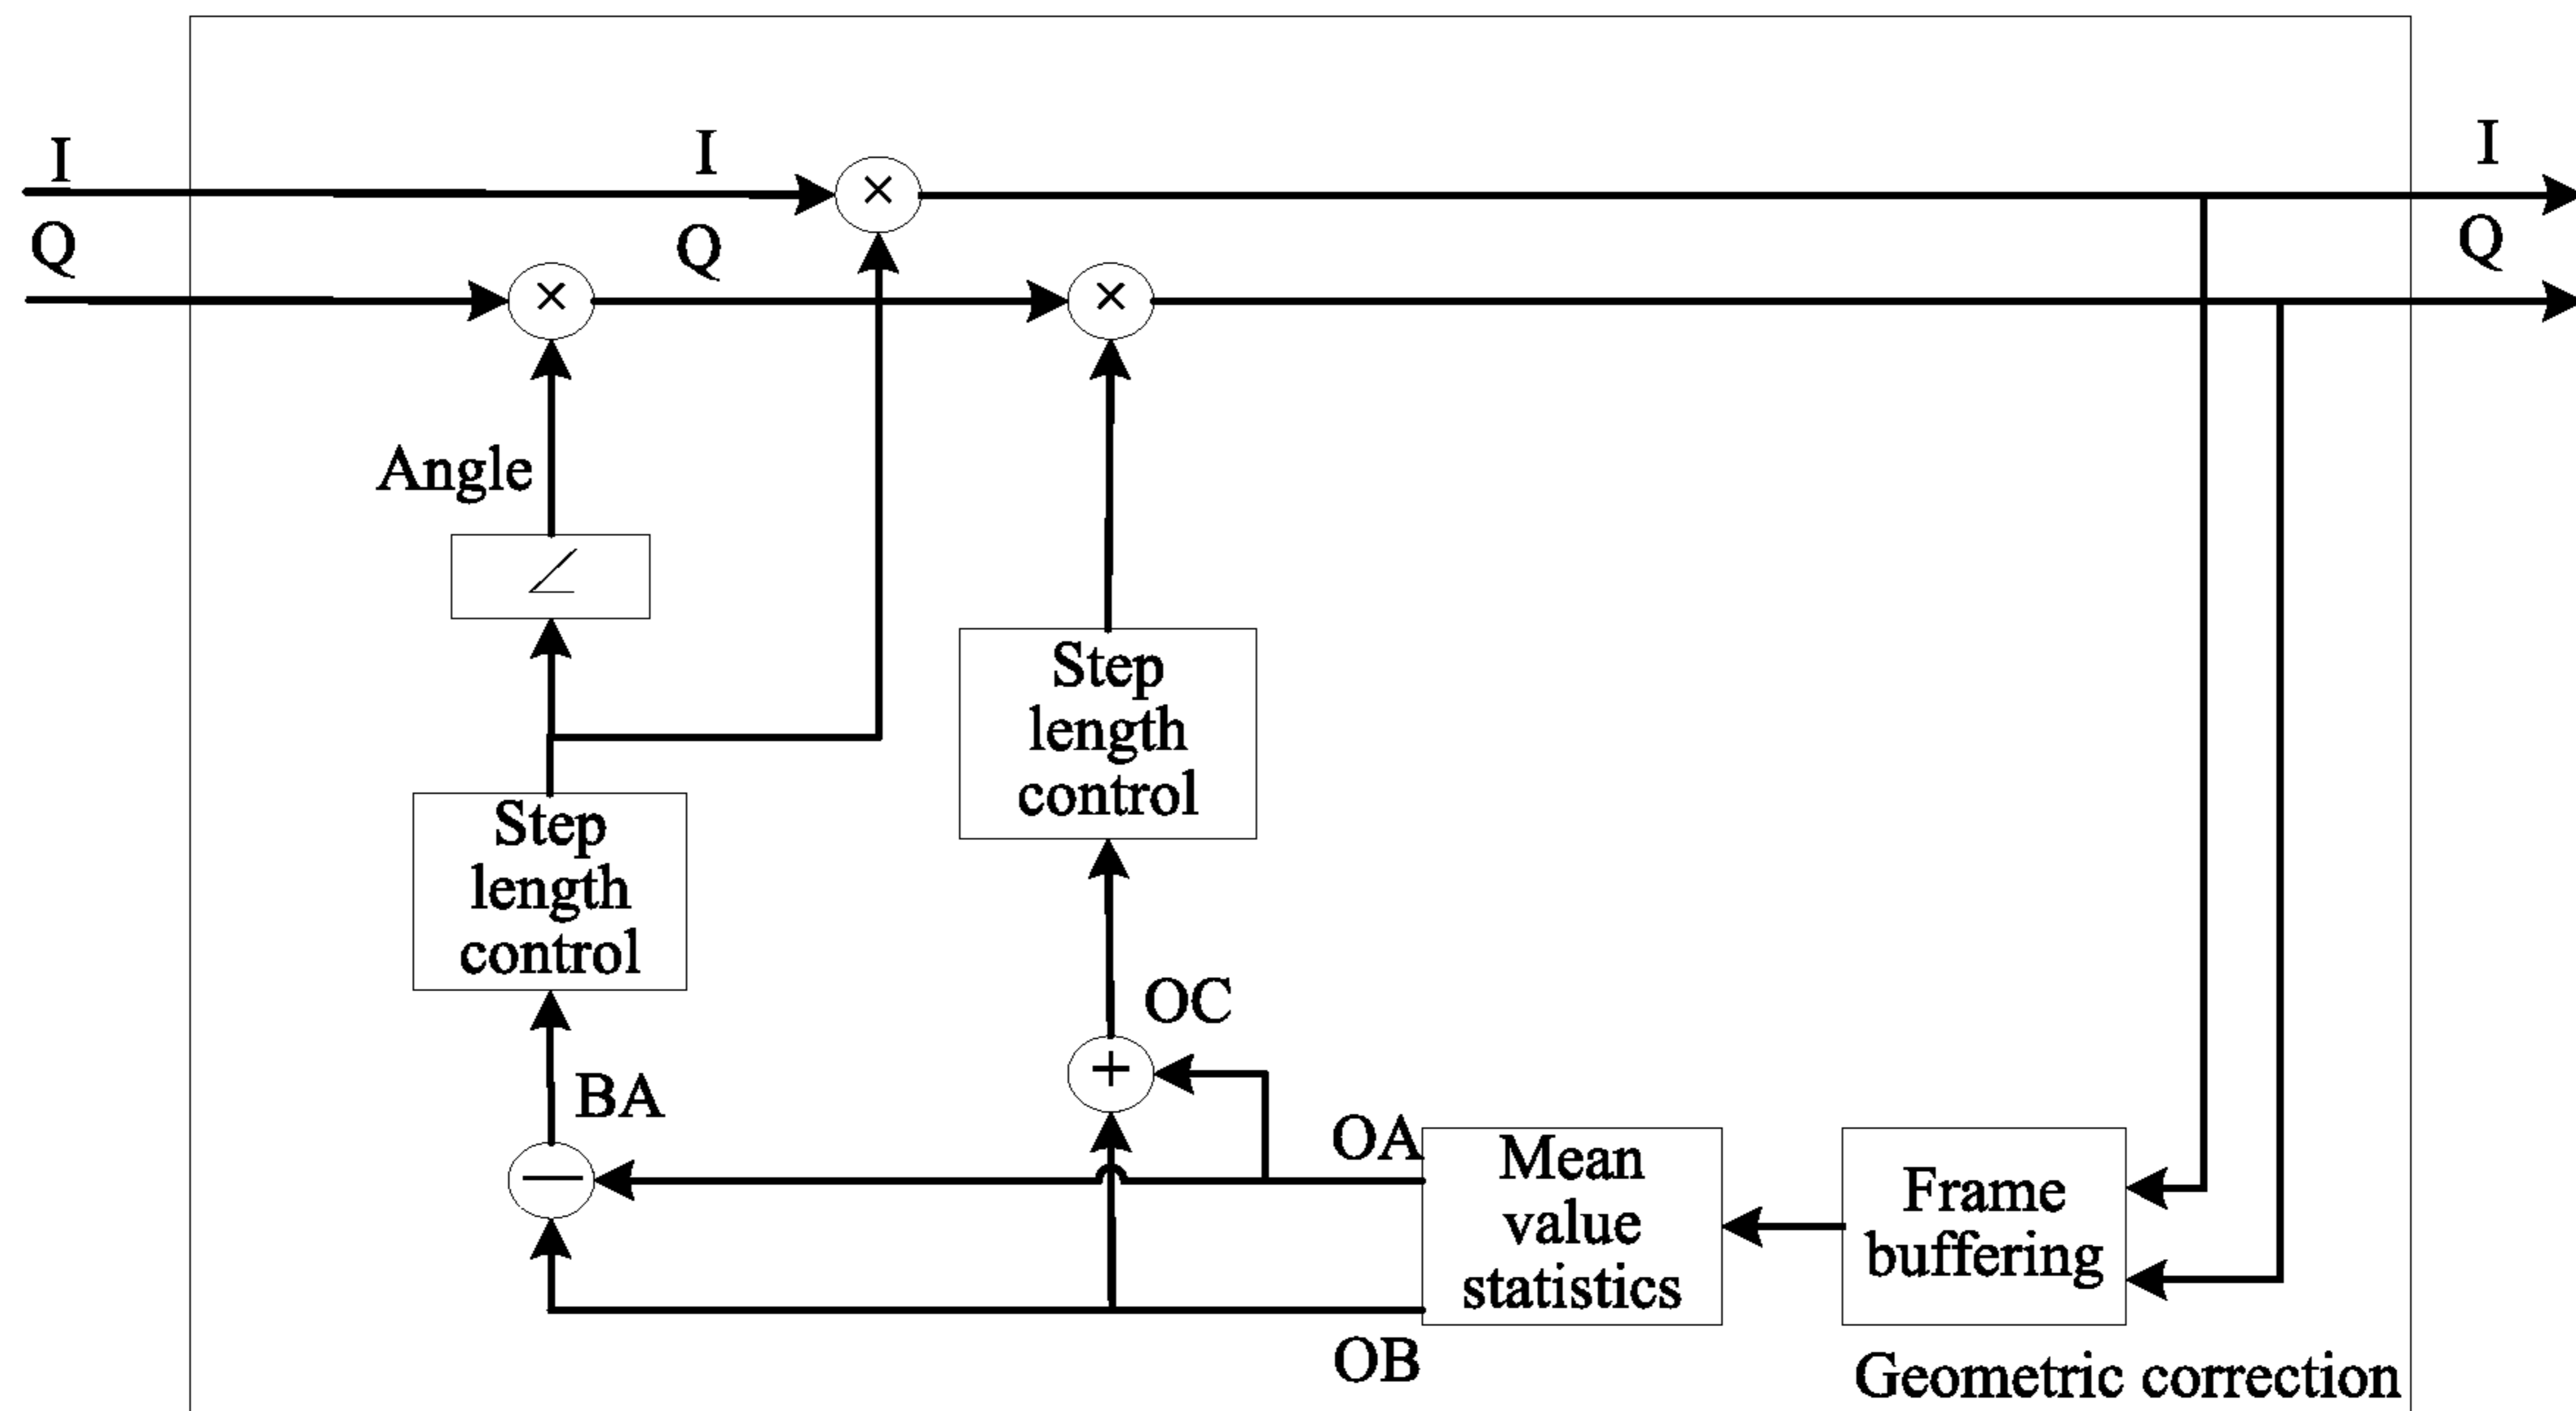 I
I
I
×
Q
Q
Q
×
×
Angle
∠
Step
length
control
Step
length
control
OC
+
BA
—
OA
Mean
value
statistics
Frame
buffering
OB
Geometric correction